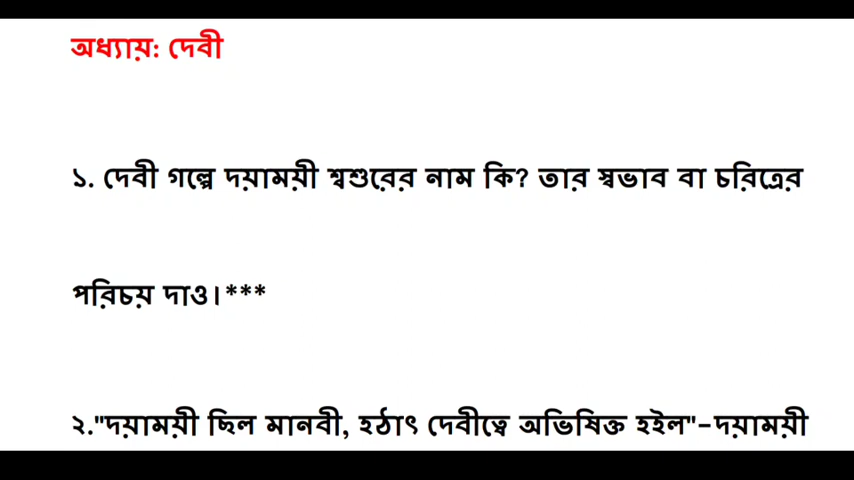 অধ্যায়: দেবী
১. দেবী গল্পে দয়াময়ী শ্বশুরের নাম কি? তার স্বভাব বা চরিত্রের
পরিচয় দাও।***
২."দয়াময়ী ছিল মানবী, হঠাৎ দেবীত্বে অভিষিক্ত হইল"-দয়াময়ী